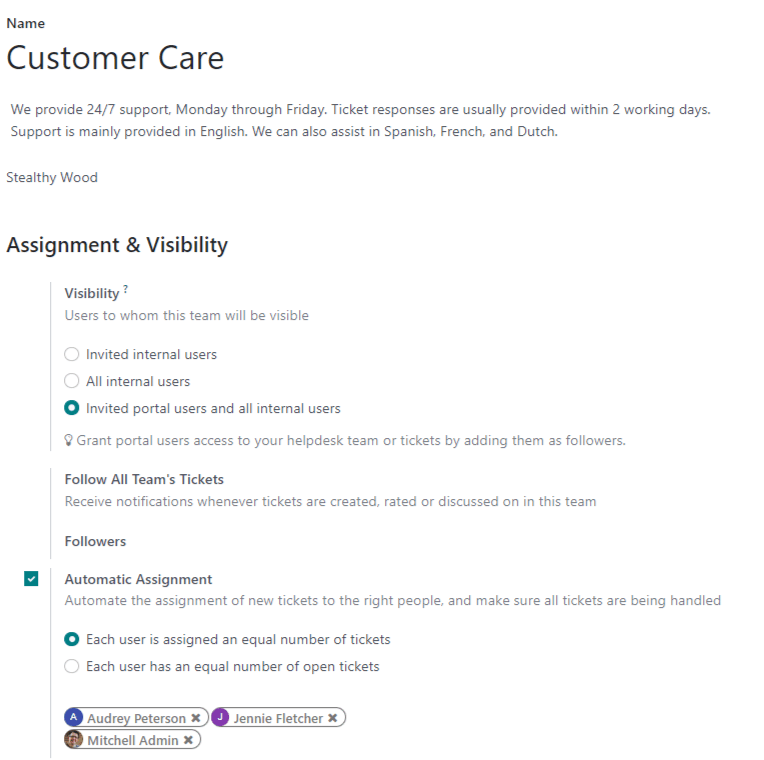 Name
Customer Care
We provide 24/7 support, Monday through Friday. Ticket responses are usually provided within 2 working days.
Support is mainly provided in English. We can also assist in Spanish, French, and Dutch.
Stealthy Wood
Assignment & Visibility
Visibility ?
Users to whom this team will be visible
Invited internal users
All internal users
Invited portal users and all internal users
Grant portal users access to your helpdesk team or tickets by adding them as followers.
Follow All Team's Tickets
Receive notifications whenever tickets are created, rated or discussed on in this team
Followers
Automatic Assignment
Automate the assignment of new tickets to the right people, and make sure all tickets are being handled
Each user is assigned an equal number of tickets
Each user has an equal number of open tickets
A Audrey Peterson ✖ J Jennie Fletcher ✖
Mitchell Admin ✖